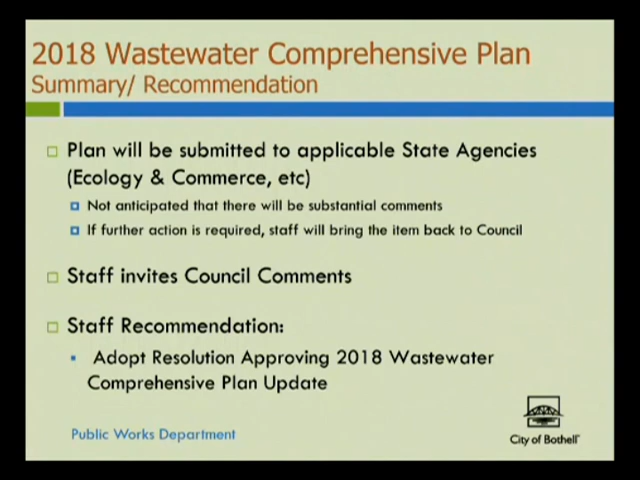 2018 Wastewater Comprehensive Plan
Summary/ Recommendation
Plan will be submitted to applicable State Agencies
(Ecology & Commerce, etc)
Not anticipated that there will be substantial comments
If further action is required, staff will bring the item back to Council
Staff invites Council Comments
Staff Recommendation:
Adopt Resolution Approving 2018 Wastewater
Comprehensive Plan Update
Public Works Department
City of Bothell